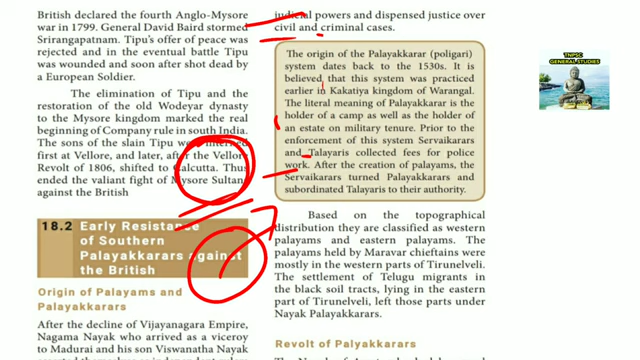 British declared the fourth Anglo-Mysore
war in 1799. General David Baird stormed
Srirangapatnam. Tipu's offer of peace was
rejected and in the eventual battle Tipu
was wounded and soon after shot dead by
a European Soldier.
The elimination of Tipu and the
restoration of the old Wodeyar dynasty
to the Mysore kingdom marked the real
beginning of Company rule in south India.
The sons of the slain Tipu were interned
first at Vellore, and later, after the Vellore
Revolt of 1806, shifted to Calcutta. Thus
ended the valiant fight of Mysore Sultans
against the British
18.2 Early Resistance
of Southern
Palayakkarars against
the British
Origin of Palayams and
Palayakkarars
After the decline of Vijayanagara Empire,
Nagama Nayak who arrived as a viceroy
to Madurai and his son Viswanatha Nayak
judicial powers and dispensed justice over
civil and criminal cases.
The origin of the Palayakkarar (poligari)
system dates back to the 1530s. It is
believed that this system was practiced
earlier in Kakatiya kingdom of Warangal.
The literal meaning of Palayakkarar is the
holder of a camp as well as the holder of
an estate on military tenure. Prior to the
enforcement of this system Servaikarars
and Talayaris collected fees for police
work. After the creation of palayams, the
Servaikarars turned Palayakkarars and
subordinated Talayaris to their authority.
Based on the topographical
distribution they are classified as western
palayams and eastern palayams. The
palayams held by Maravar chieftains were
mostly in the western parts of Tirunelveli.
The settlement of Telugu migrants in
the black soil tracts, lying in the eastern
part of Tirunelveli, left those parts under
Nayak Palayakkarars.
Revolt of Palyakkarars
TNPSC
GENERAL STUDIES